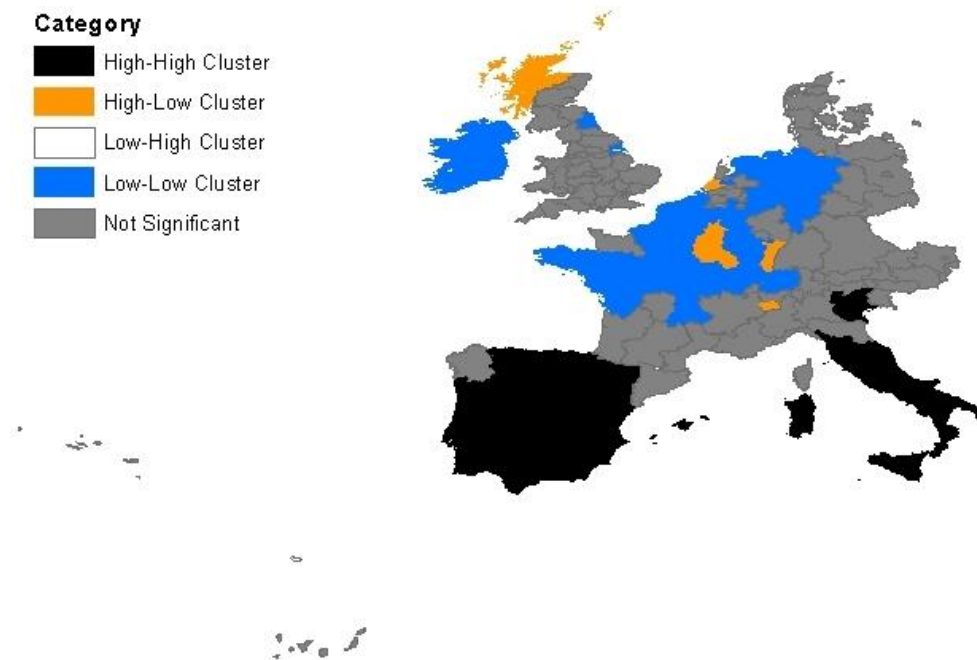 Category
High-High Cluster
High-Low Cluster
Low-High Cluster
Low-Low Cluster
Not Significant